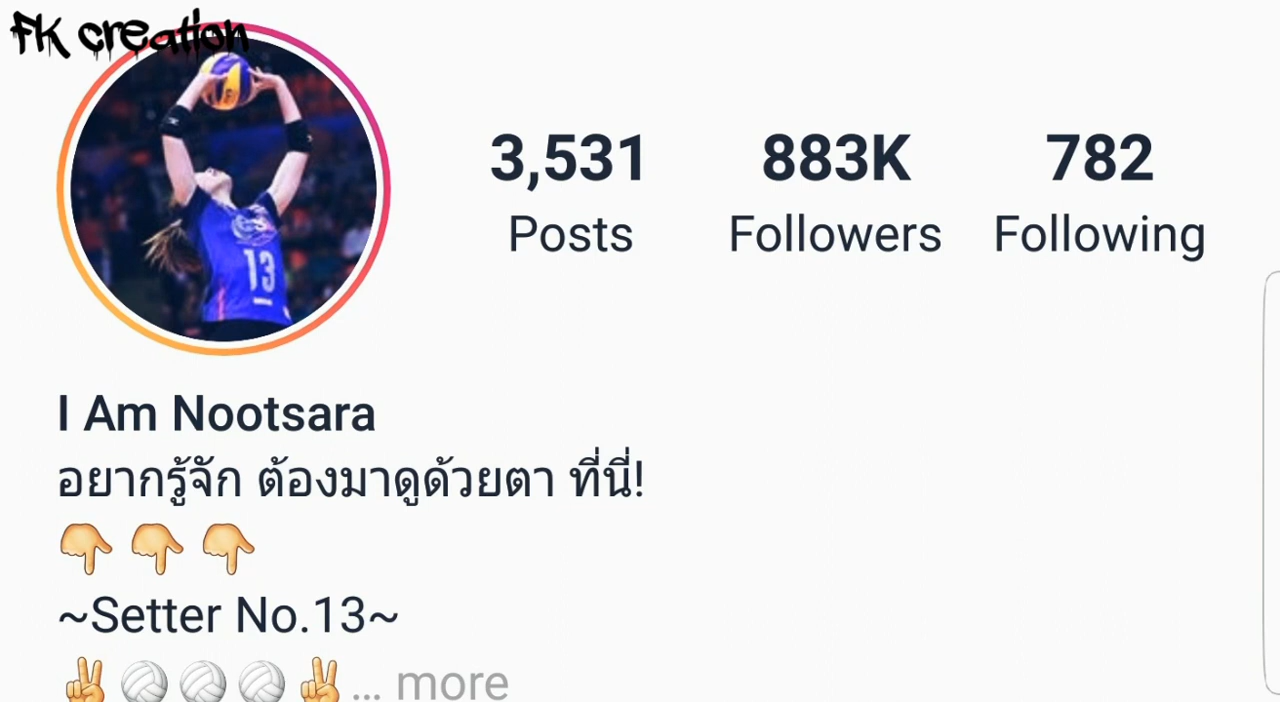 FK creation
13
3,531 883K 782
Posts Followers Following
I Am Nootsara
อยากรู้จัก ต้องมาดูด้วยตา ที่นี่!
👇👇👇
~Setter No.13~
✌🏐🏐🏐✌... more